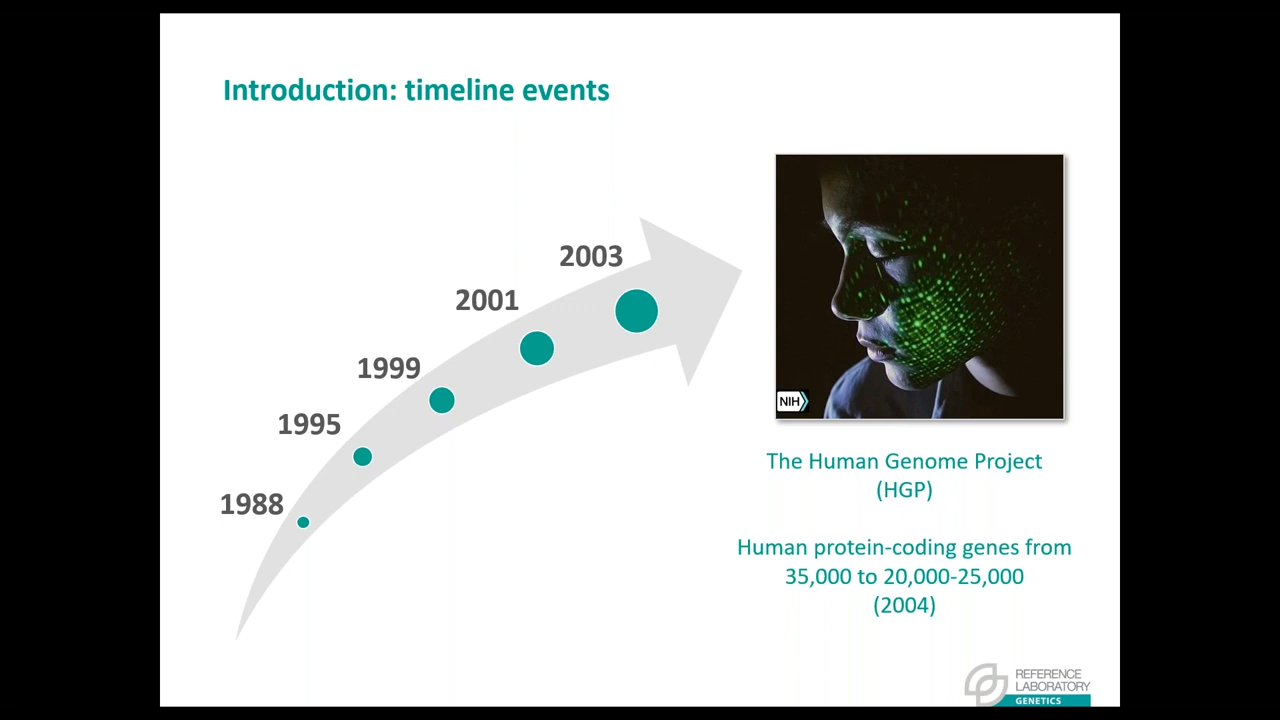 Introduction: timeline events
2003
2001
1999
1995
1988
NIH
The Human Genome Project
(HGP)
Human protein-coding genes from
35,000 to 20,000-25,000
(2004)
REFERENCE
LABORATORY
GENETICS